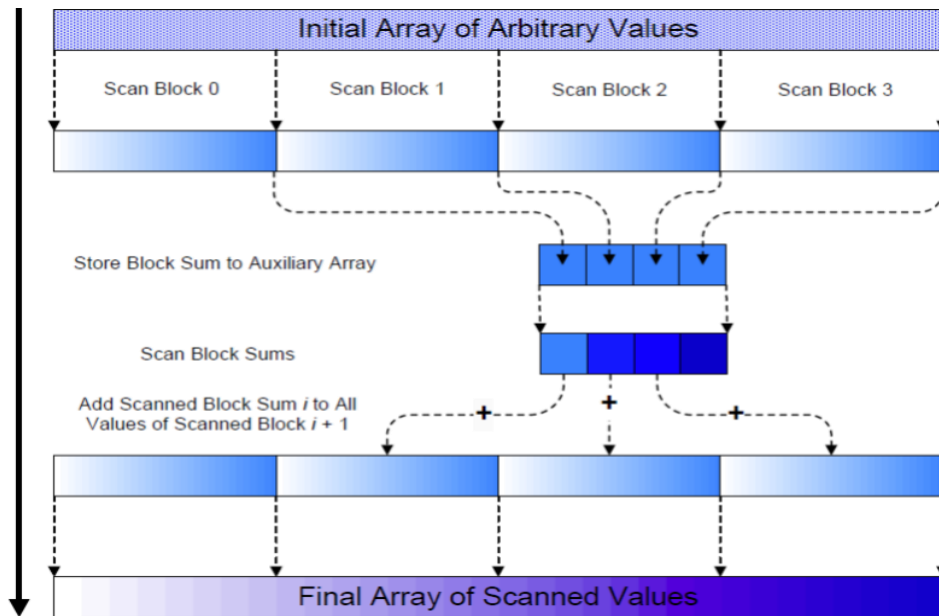 Initial Array of Arbitrary Values
Scan Block 0
Scan Block 1
Scan Block 2
Scan Block 3
Store Block Sum to Auxiliary Array
Scan Block Sums
Add Scanned Block Sum i to All
Values of Scanned Block i + 1
+
+
+
Final Array of Scanned Values